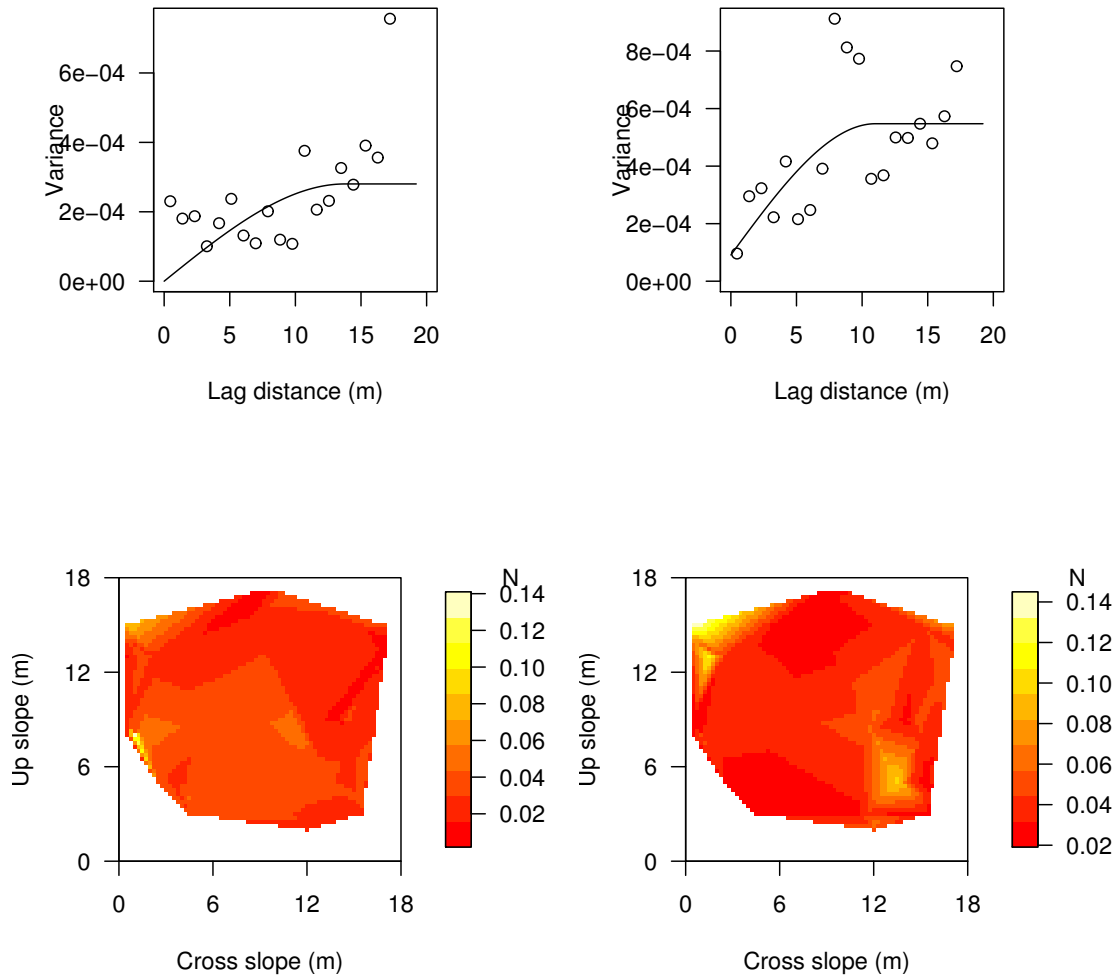 Variance
6e−04
4e−04
2e−04
0e+00
0 5 10 15 20
Lag distance (m)
Variance
8e−04
6e−04
4e−04
2e−04
0e+00
0 5 10 15 20
Lag distance (m)
Up slope (m)
18
12
6
0
0 6 12 18
Cross slope (m)
N
0.14
0.12
0.10
0.08
0.06
0.04
0.02
Up slope (m)
18
12
6
0
0 6 12 18
Cross slope (m)
N
0.14
0.12
0.10
0.08
0.06
0.04
0.02